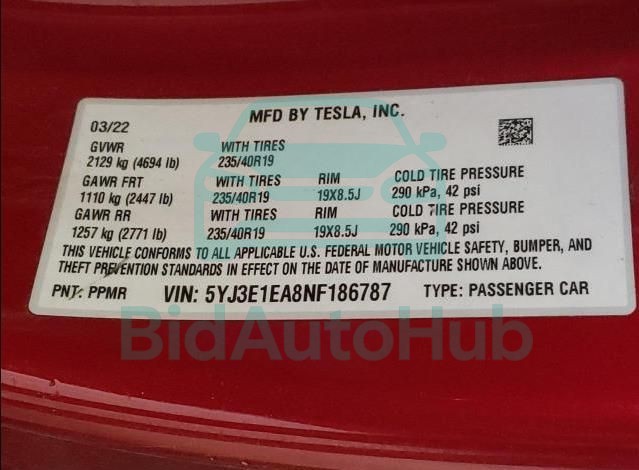 MFD BY TESLA, INC.
03/22
GVWR WITH TIRES
2129 kg (4694 lb) 235/40R19
GAWR FRT WITH TIRES RIM COLD TIRE PRESSURE
1110 kg (2447 lb) 235/40R19 19X8.5J 290 kPa, 42 psi
GAWR RR WITH TIRES RIM COLD TIRE PRESSURE
1257 kg (2771 lb) 235/40R19 19X8.5J 290 kPa, 42 psi
THIS VEHICLE CONFORMS TO ALL APPLICABLE U.S. FEDERAL MOTOR VEHICLE SAFETY, BUMPER, AND
THEFT PREVENTION STANDARDS IN EFFECT ON THE DATE OF MANUFACTURE SHOWN ABOVE.
PNT: PPMR VIN: 5YJ3E1EA8NF186787 TYPE: PASSENGER CAR
BidAutoHub